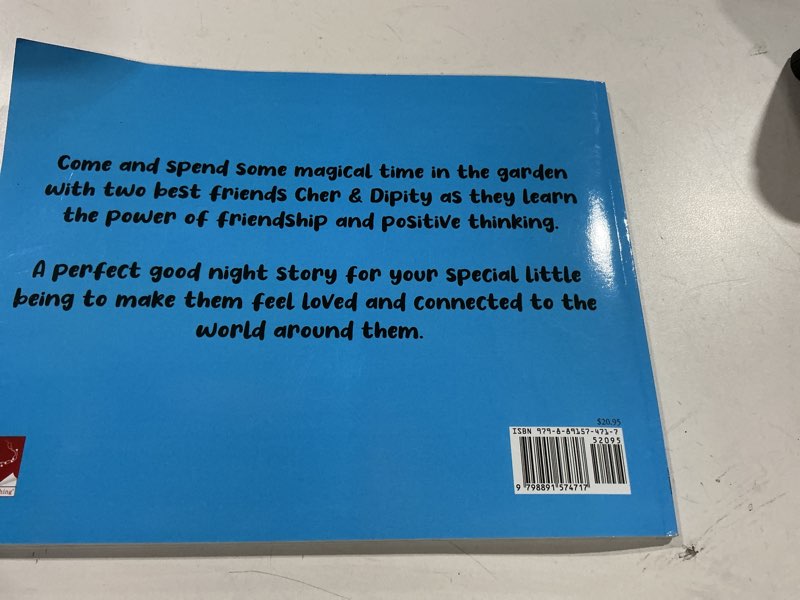 Come and spend some magical time in the garden
with two best friends Cher & Dipity as they learn
the power of friendship and positive thinking.
A perfect good night story for your special little
being to make them feel loved and connected to the
world around them.
$20.95
ISBN 979-8-89157-471-7
52095
9 798891 574717
hing